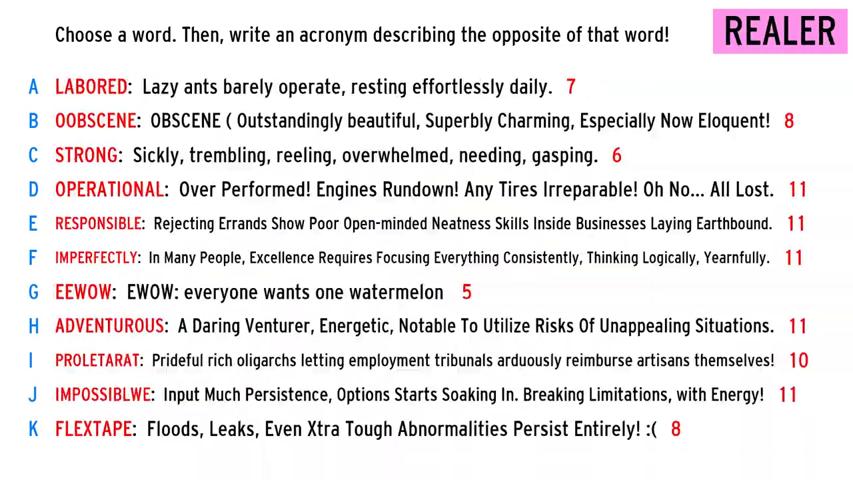 Choose a word. Then, write an acronym describing the opposite of that word!
REALER
A LABORED: Lazy ants barely operate, resting effortlessly daily. 7
B OOBSCENE: OBSCENE ( Outstandingly beautiful, Superbly Charming, Especially Now Eloquent! 8
C STRONG: Sickly, trembling, reeling, overwhelmed, needing, gasping. 6
D OPERATIONAL: Over Performed! Engines Rundown! Any Tires Irreparable! Oh No... All Lost. 11
E RESPONSIBLE: Rejecting Errands Show Poor Open-minded Neatness Skills Inside Businesses Laying Earthbound. 11
F IMPERFECTLY: In Many People, Excellence Requires Focusing Everything Consistently, Thinking Logically, Yearnfully. 11
G EEWOW: EWOW: everyone wants one watermelon 5
H ADVENTUROUS: A Daring Venturer, Energetic, Notable To Utilize Risks Of Unappealing Situations. 11
I PROLETARAT: Prideful rich oligarchs letting employment tribunals arduously reimburse artisans themselves! 10
J IMPOSSIBLWE: Input Much Persistence, Options Starts Soaking In. Breaking Limitations, with Energy! 11
K FLEXTAPE: Floods, Leaks, Even Xtra Tough Abnormalities Persist Entirely! :( 8